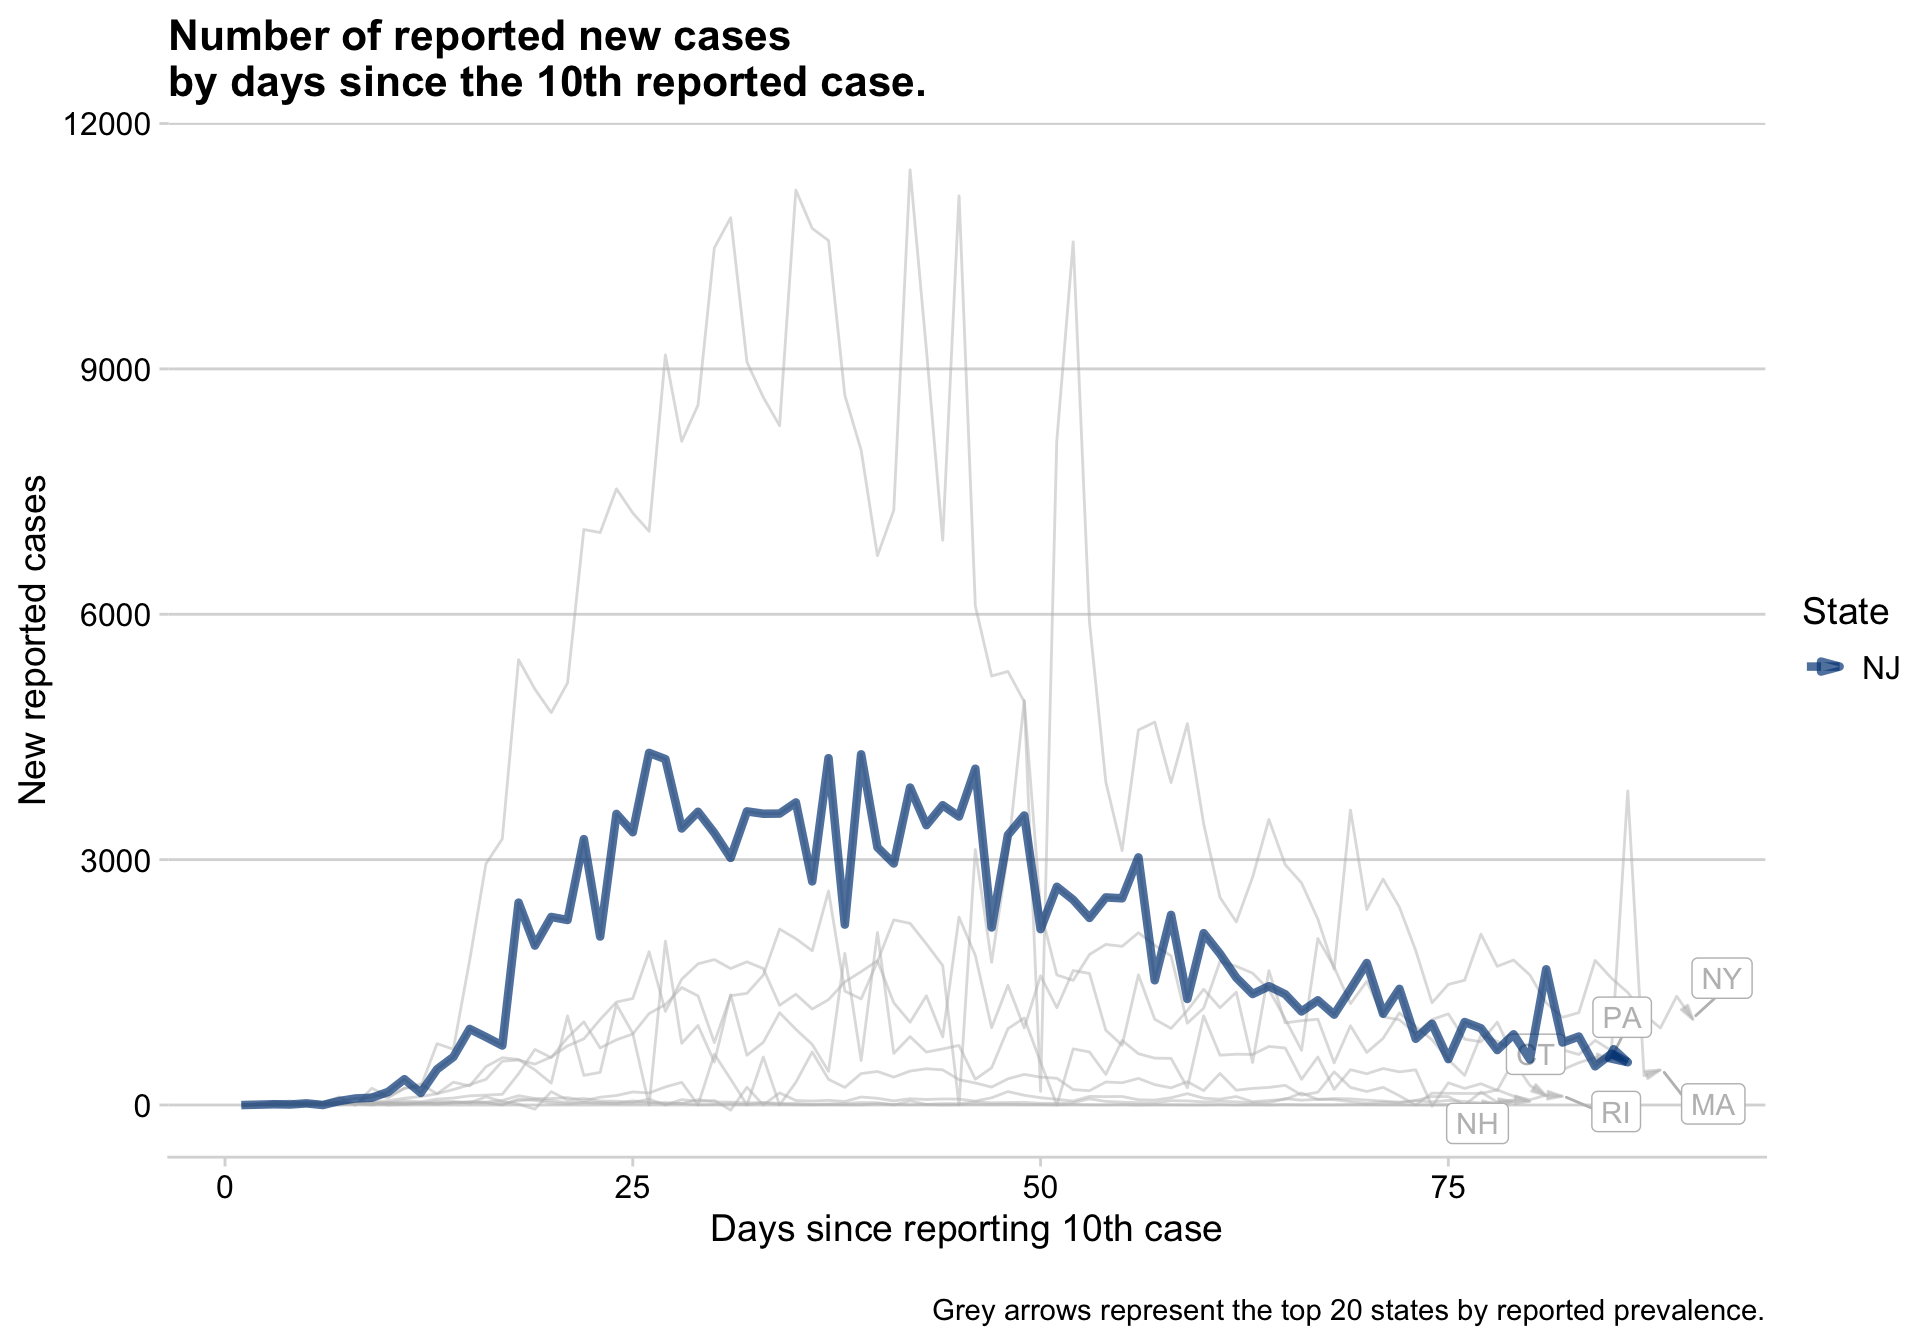 Number of reported new cases
by days since the 10th reported case.
12000
9000
6000
3000
0
New reported cases
State
NJ
NY
PA
CT
RI
MA
NH
0
25
50
75
Days since reporting 10th case
Grey arrows represent the top 20 states by reported prevalence.